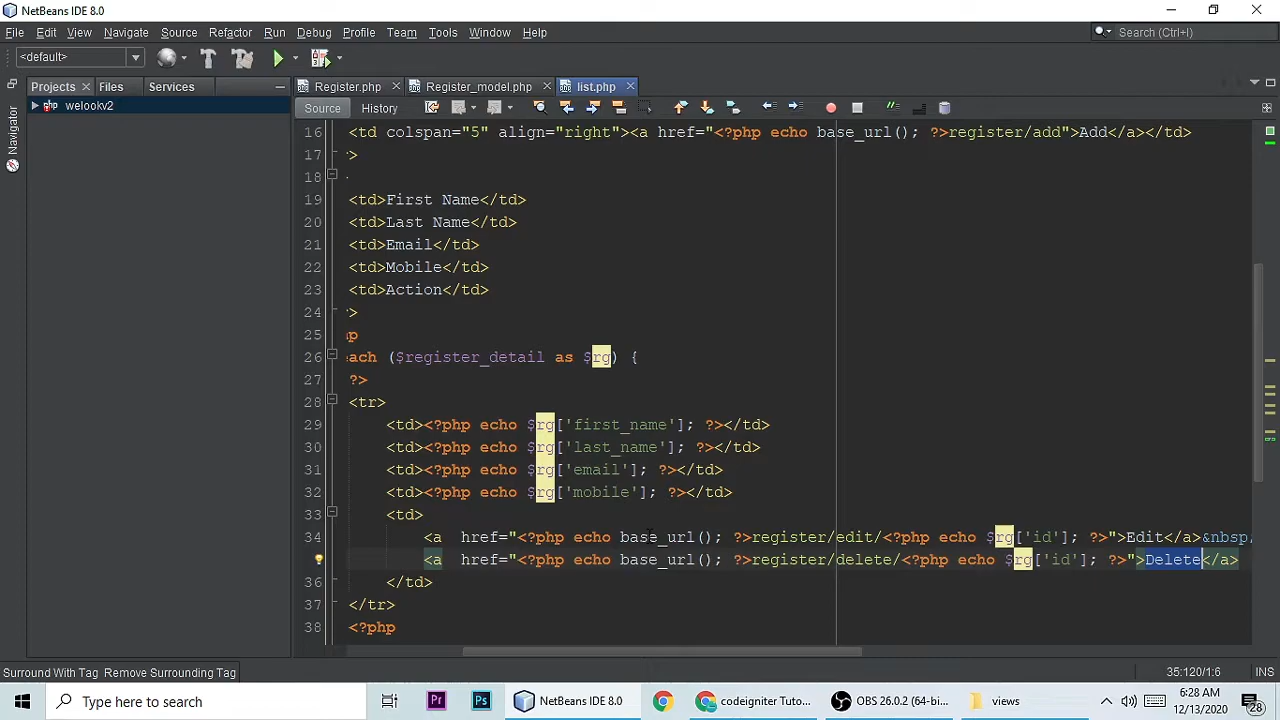 NetBeans IDE 8.0
File Edit View Navigate Source Refactor Run Debug Profile Team Tools Window Help
Search (Ctrl+I)
<default>
Projects Files Services
Register.php Register_model.php list.php
welookv2
Source History
Navigator
16 <td colspan="5" align="right"><a href="<?php echo base_url(); ?>register/add">Add</a></td>
17 >
18
19 <td>First Name</td>
20 <td>Last Name</td>
21 <td>Email</td>
22 <td>Mobile</td>
23 <td>Action</td>
24 >
25 hp
26 each ($register_detail as $rg) {
27 ?>
28 <tr>
29 <td><?php echo $rg['first_name']; ?></td>
30 <td><?php echo $rg['last_name']; ?></td>
31 <td><?php echo $rg['email']; ?></td>
32 <td><?php echo $rg['mobile']; ?></td>
33 <td>
34 <a href="<?php echo base_url(); ?>register/edit/<?php echo $rg['id']; ?>">Edit</a>&nbsp;
<a href="<?php echo base_url(); ?>register/delete/<?php echo $rg['id']; ?>">Delete</a>
36 </td>
37 </tr>
38 <?php
Surround With Tag Remove Surrounding Tag
35:120/1:6 INS
Type here to search
Pr Ps
NetBeans IDE 8.0
codeigniter Tuto...
OBS 26.0.2 (64-bi...
views
6:28 AM
12/13/2020
28